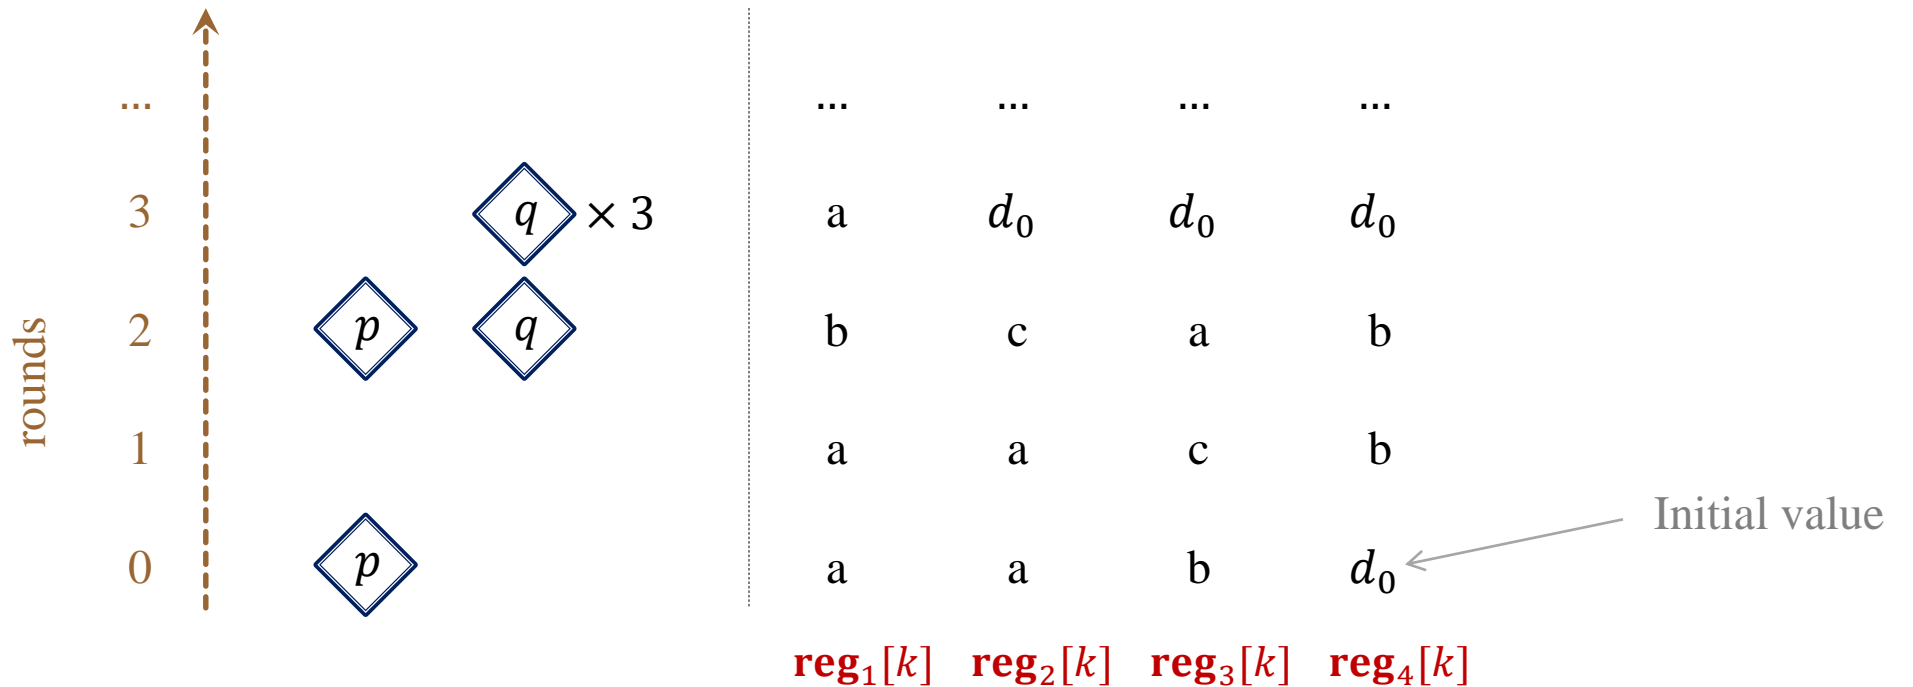 ... ... ... ... ...
3 q × 3 a d₀ d₀ d₀
2 p q b c a b
rounds
1 a a c b
Initial value
0 p a a b d₀
reg₁[k] reg₂[k] reg₃[k] reg₄[k]